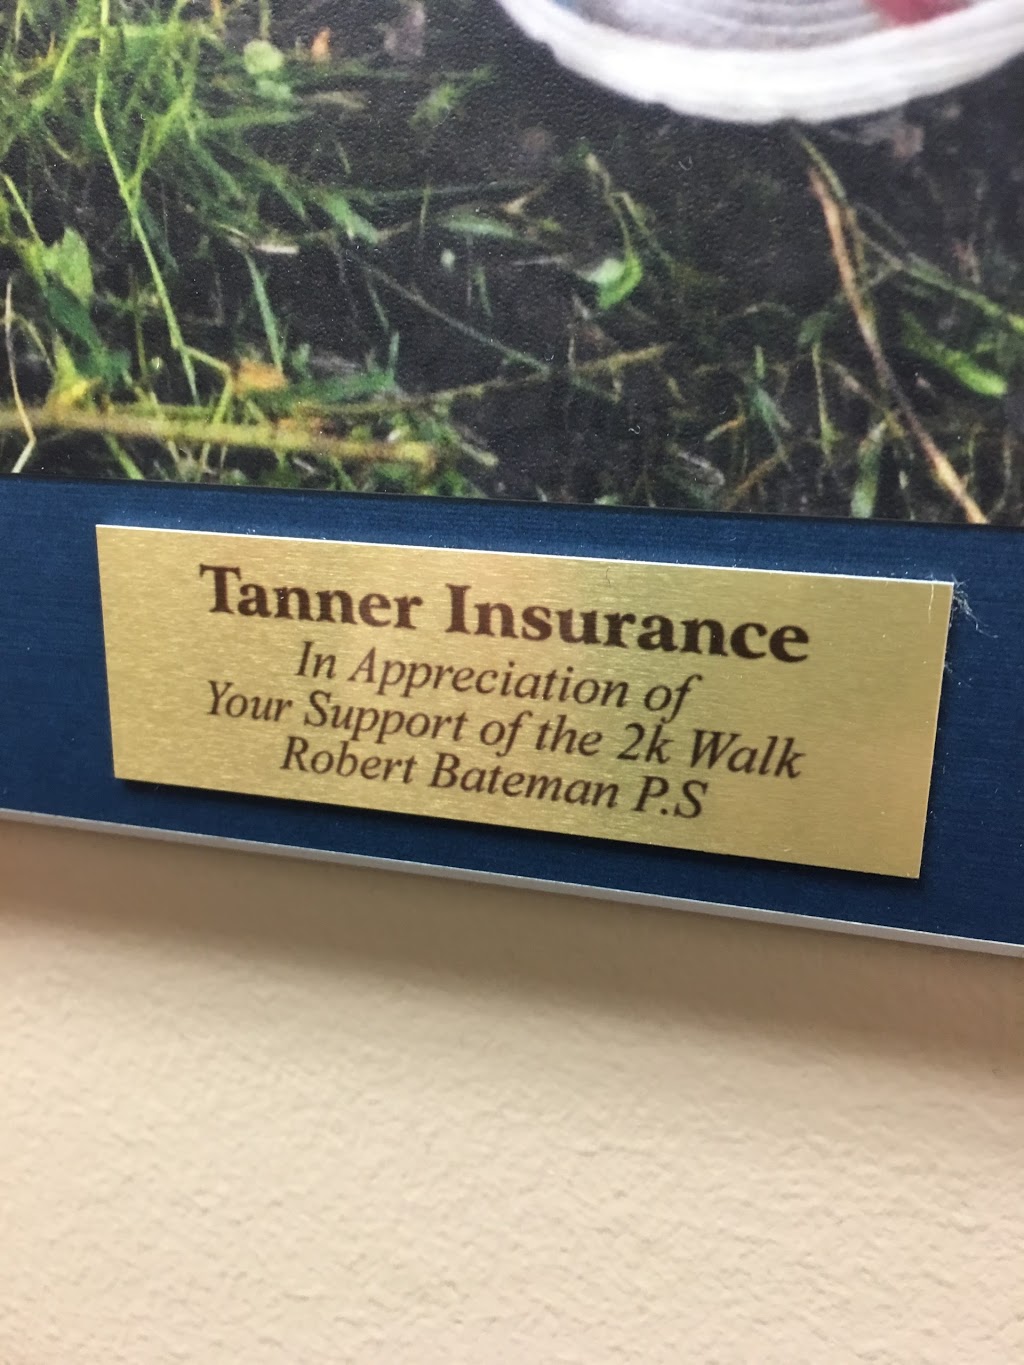 Tanner Insurance
In Appreciation of
Your Support of the 2k Walk
Robert Bateman P.S